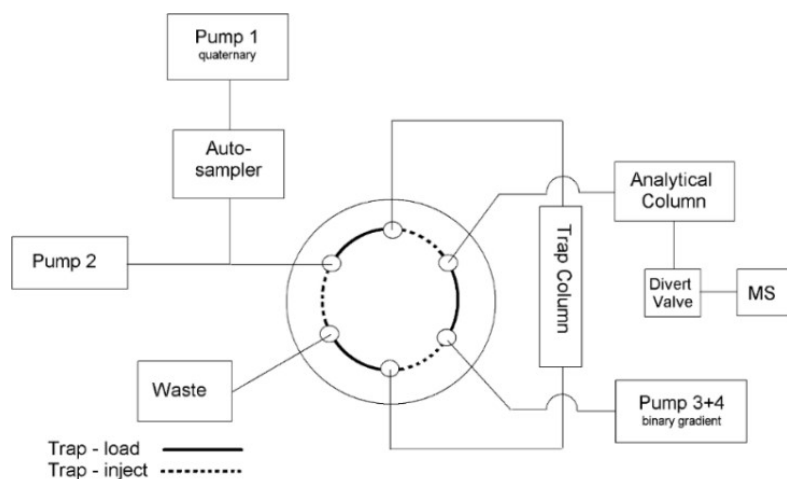 Pump 1
quaternary
Auto-
sampler
Pump 2
Waste
Trap Column
Analytical
Column
Divert
Valve
MS
Pump 3+4
binary gradient
Trap - load
Trap - inject